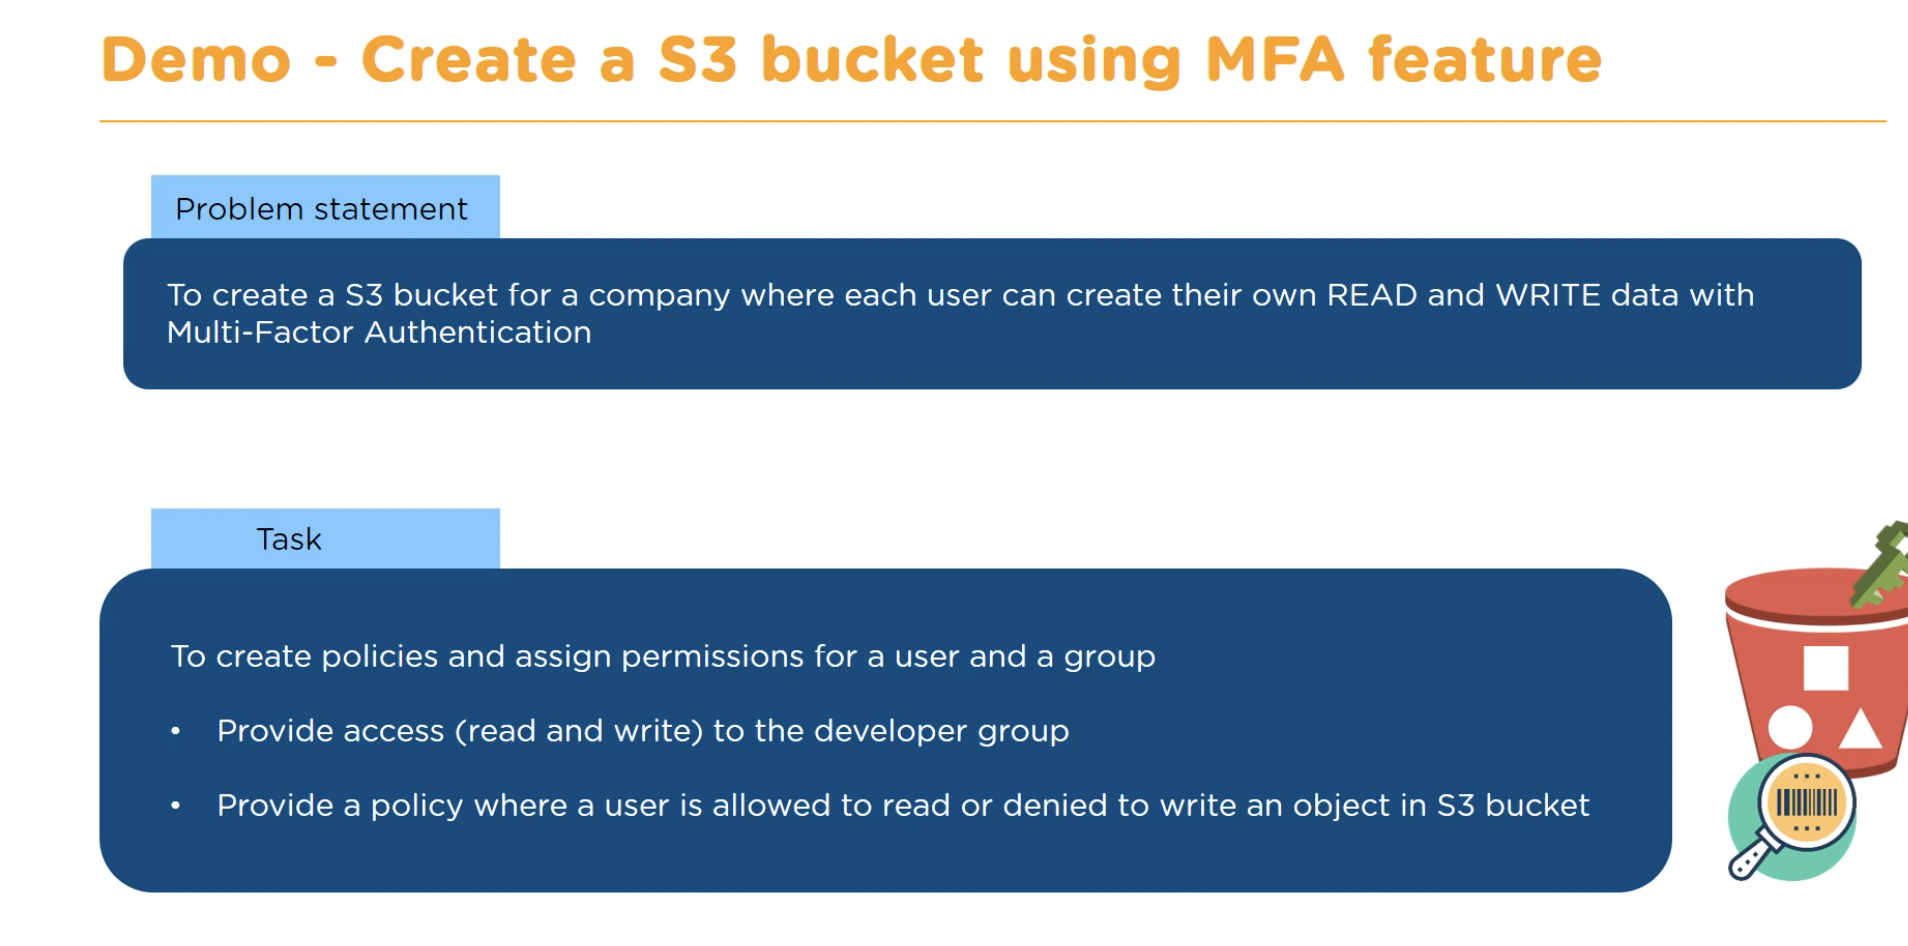 Demo - Create a S3 bucket using MFA feature
Problem statement
To create a S3 bucket for a company where each user can create their own READ and WRITE data with
Multi-Factor Authentication
Task
To create policies and assign permissions for a user and a group
• Provide access (read and write) to the developer group
• Provide a policy where a user is allowed to read or denied to write an object in S3 bucket